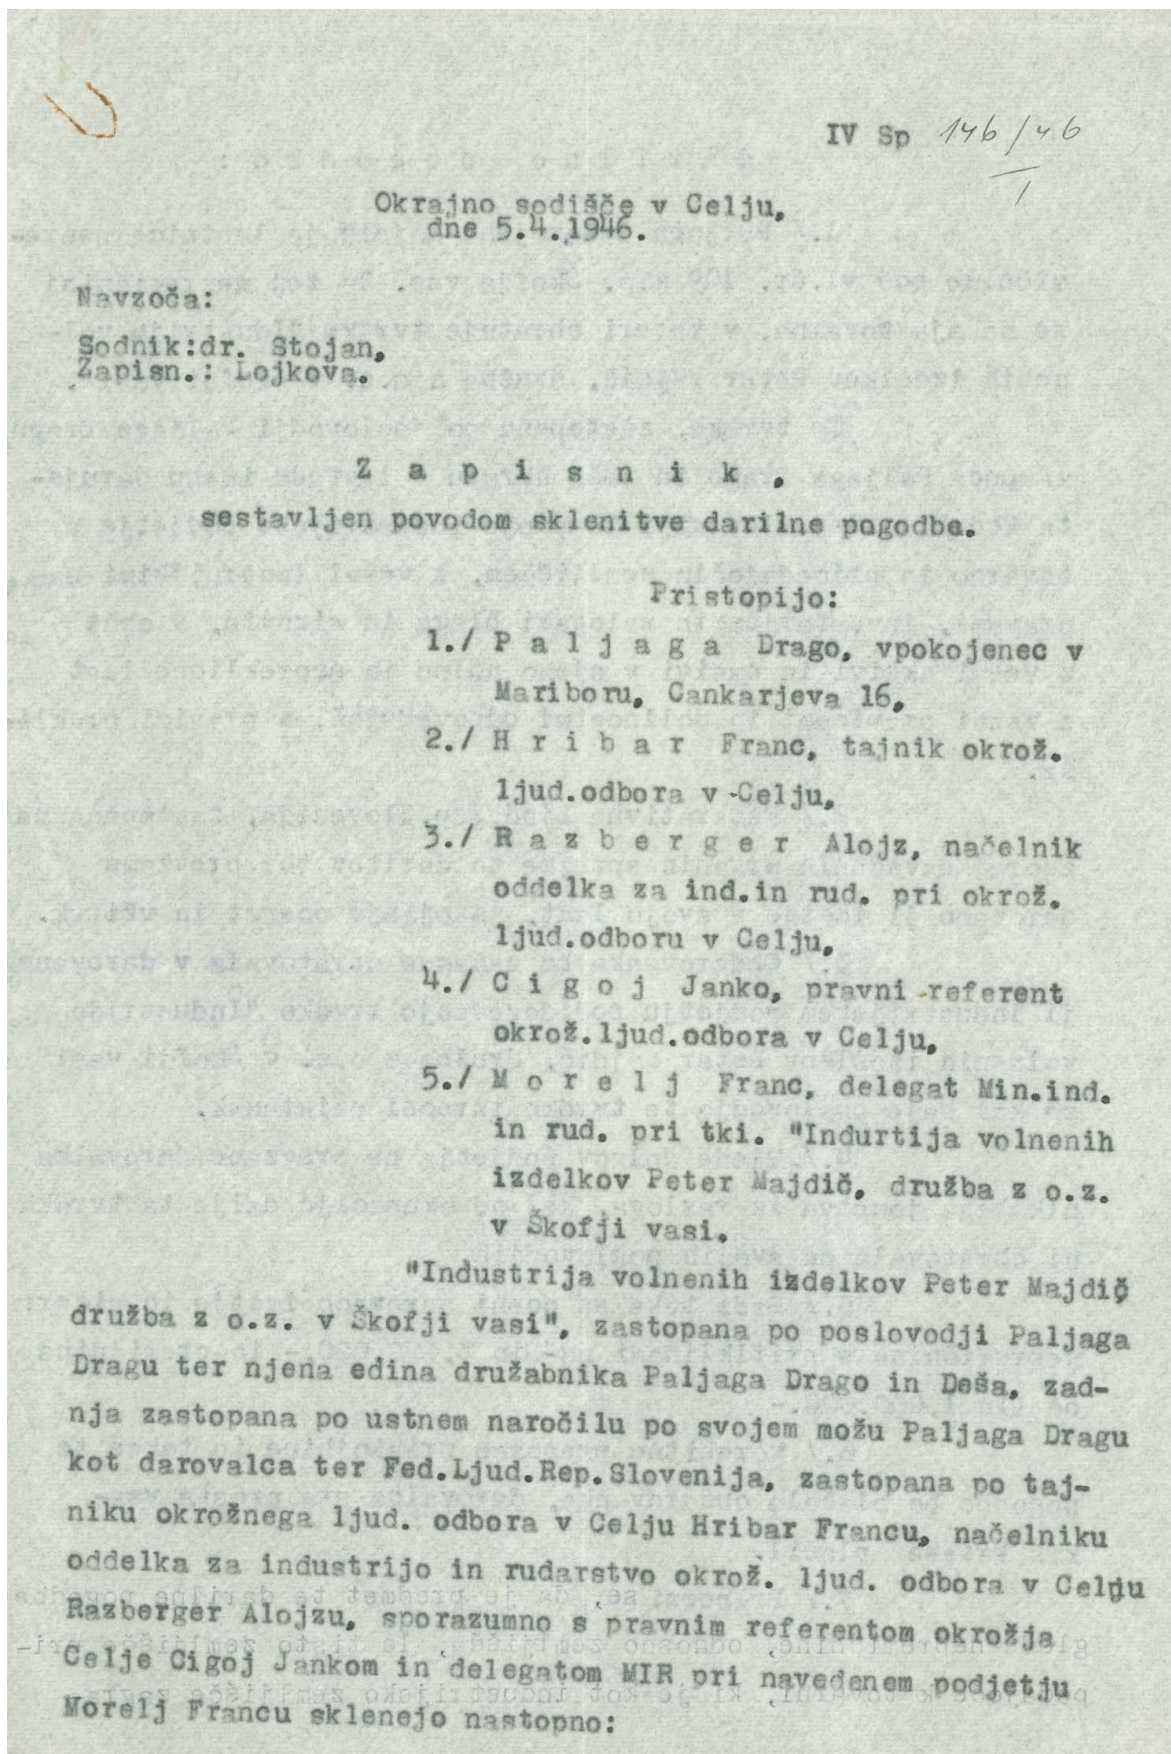 IV Sp 146/46
I
Okrajno sodišče v Celju,
dne 5.4.1946.
Navzoča:
Sodnik:dr. Stojan,
Zapisn.: Lojkova.
Z a p i s n i k ,
sestavljen povodom sklenitve darilne pogodbe.
Pristopijo:
1./ P a l j a g a Drago, vpokojenec v
Mariboru, Cankarjeva 16,
2./ H r i b a r Franc, tajnik okrož.
ljud.odbora v Celju,
3./ R a z b e r g e r Alojz, načelnik
oddelka za ind.in rud. pri okrož.
ljud.odboru v Celju,
4./ C i g o j Janko, pravni referent
okrož.ljud.odbora v Celju,
5./ M o r e l j Franc, delegat Min.ind.
in rud. pri tki. "Indurtija volnenih
izdelkov Peter Majdič, družba z o.z.
v Škofji vasi.
"Industrija volnenih izdelkov Peter Majdič
družba z o.z. v Škofji vasi", zastopana po poslovodji Paljaga
Dragu ter njena edina družabnika Paljaga Drago in Deša, zad-
nja zastopana po ustnem naročilu po svojem možu Paljaga Dragu
kot darovalca ter Fed.Ljud.Rep.Slovenija, zastopana po taj-
niku okrožnega ljud. odbora v Celju Hribar Francu, načelniku
oddelka za industrijo in rudarstvo okrož. ljud. odbora v Celju
Razberger Alojzu, sporazumno s pravnim referentom okrožja
Celje Cigoj Jankom in delegatom MIR pri navedenem podjetju
Morelj Francu sklenejo nastopno: